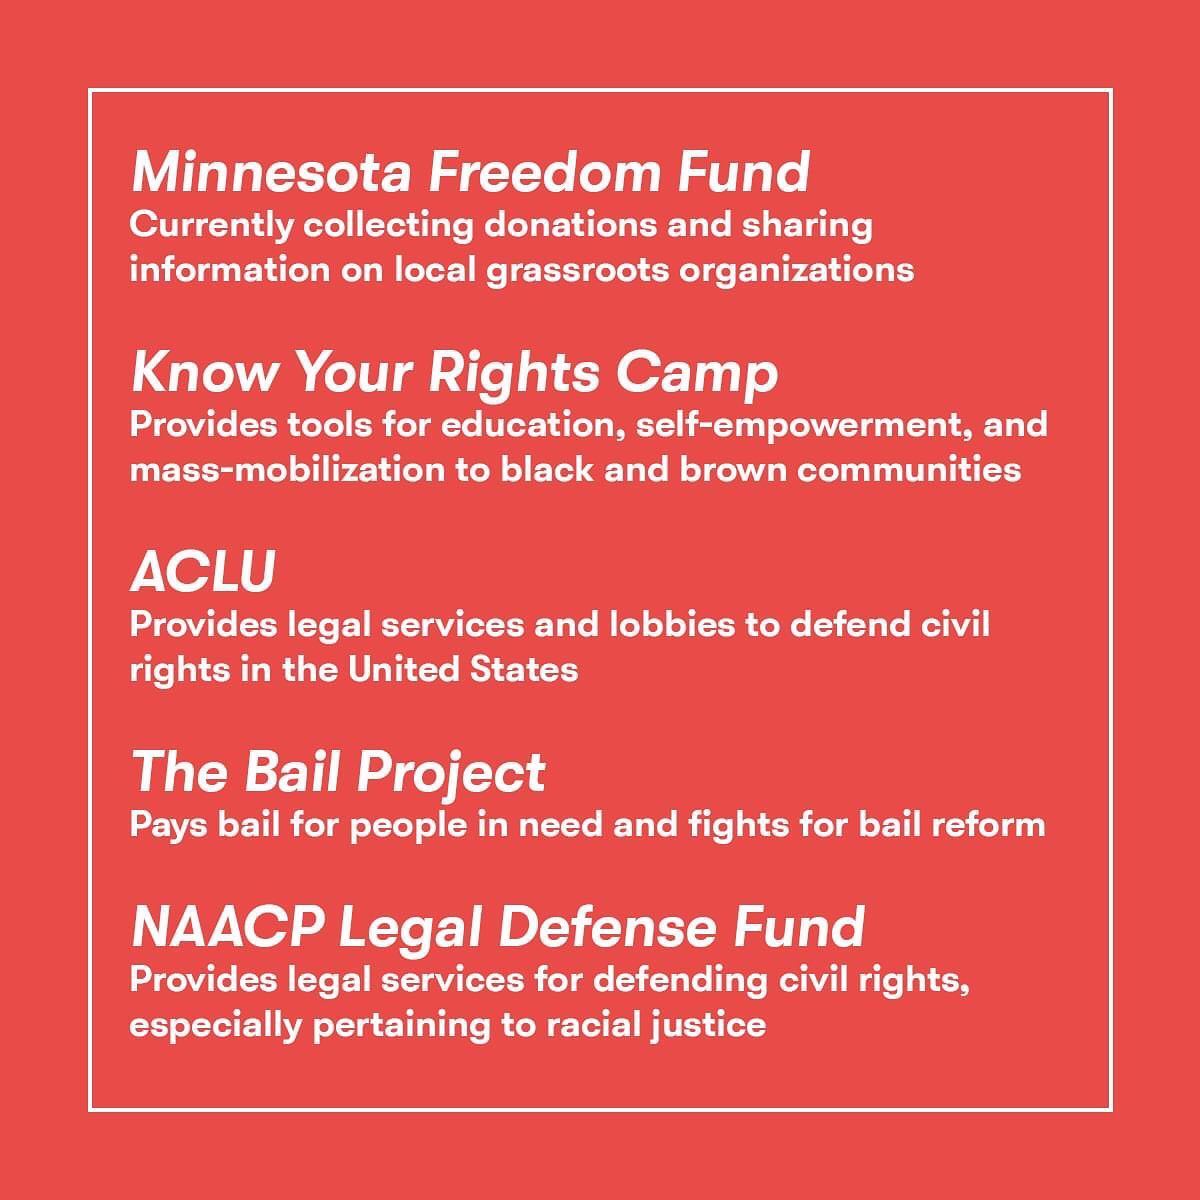 Minnesota Freedom Fund
Currently collecting donations and sharing
information on local grassroots organizations
Know Your Rights Camp
Provides tools for education, self-empowerment, and
mass-mobilization to black and brown communities
ACLU
Provides legal services and lobbies to defend civil
rights in the United States
The Bail Project
Pays bail for people in need and fights for bail reform
NAACP Legal Defense Fund
Provides legal services for defending civil rights,
especially pertaining to racial justice